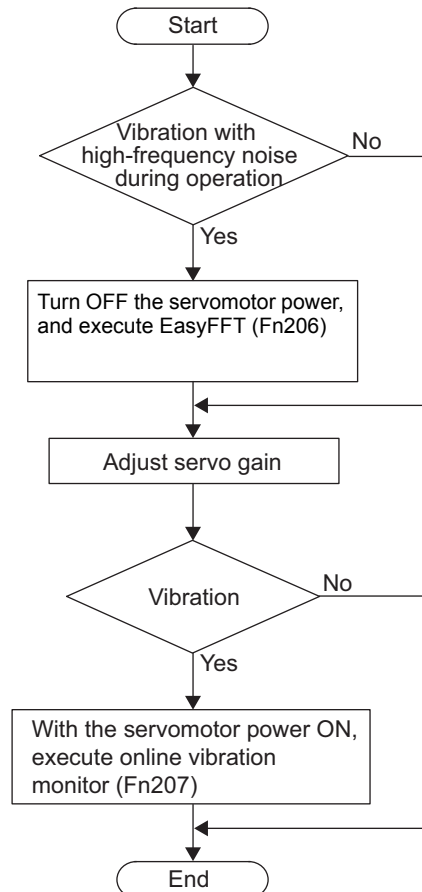 Start
Vibration with
high-frequency noise
during operation
No
Yes
Turn OFF the servomotor power,
and execute EasyFFT (Fn206)
Adjust servo gain
Vibration
No
Yes
With the servomotor power ON,
execute online vibration
monitor (Fn207)
End